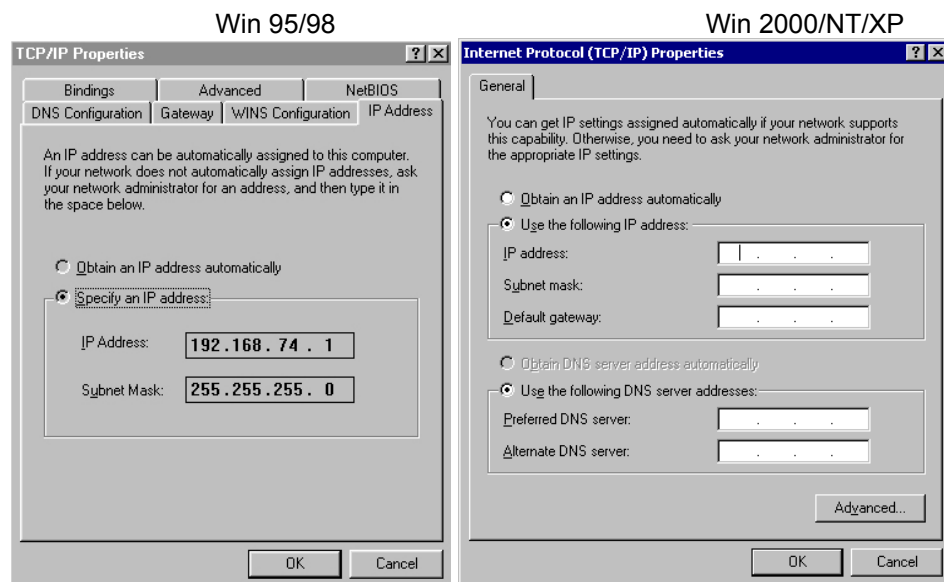 Win 95/98
TCP/IP Properties
Bindings
Advanced
NetBIOS
DNS Configuration
Gateway
WINS Configuration
IP Address
An IP address can be automatically assigned to this computer.
If your network does not automatically assign IP addresses, ask
your network administrator for an address, and then type it in
the space below.
Obtain an IP address automatically
Specify an IP address:
IP Address:
192.168. 74 . 1
Subnet Mask:
255.255.255. 0
OK
Cancel
Win 2000/NT/XP
Internet Protocol (TCP/IP) Properties
General
You can get IP settings assigned automatically if your network supports
this capability. Otherwise, you need to ask your network administrator for
the appropriate IP settings.
Obtain an IP address automatically
Use the following IP address:
IP address:
Subnet mask:
Default gateway:
Obtain DNS server address automatically
Use the following DNS server addresses:
Preferred DNS server:
Alternate DNS server:
Advanced...
OK
Cancel